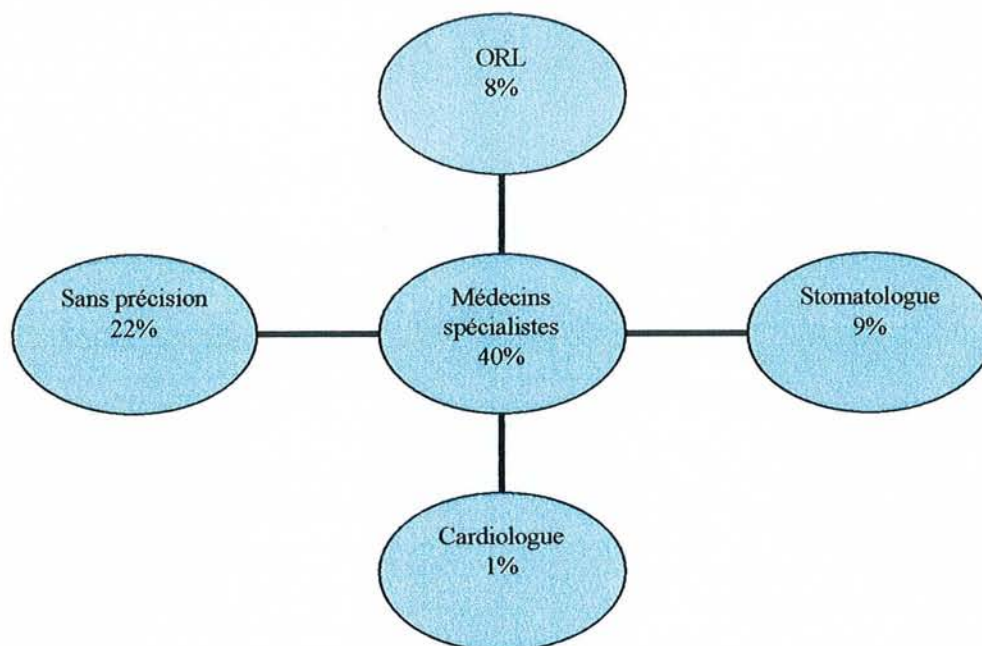 ORL
8%
Sans précision
22%
Médecins
spécialistes
40%
Stomatologue
9%
Cardiologue
1%